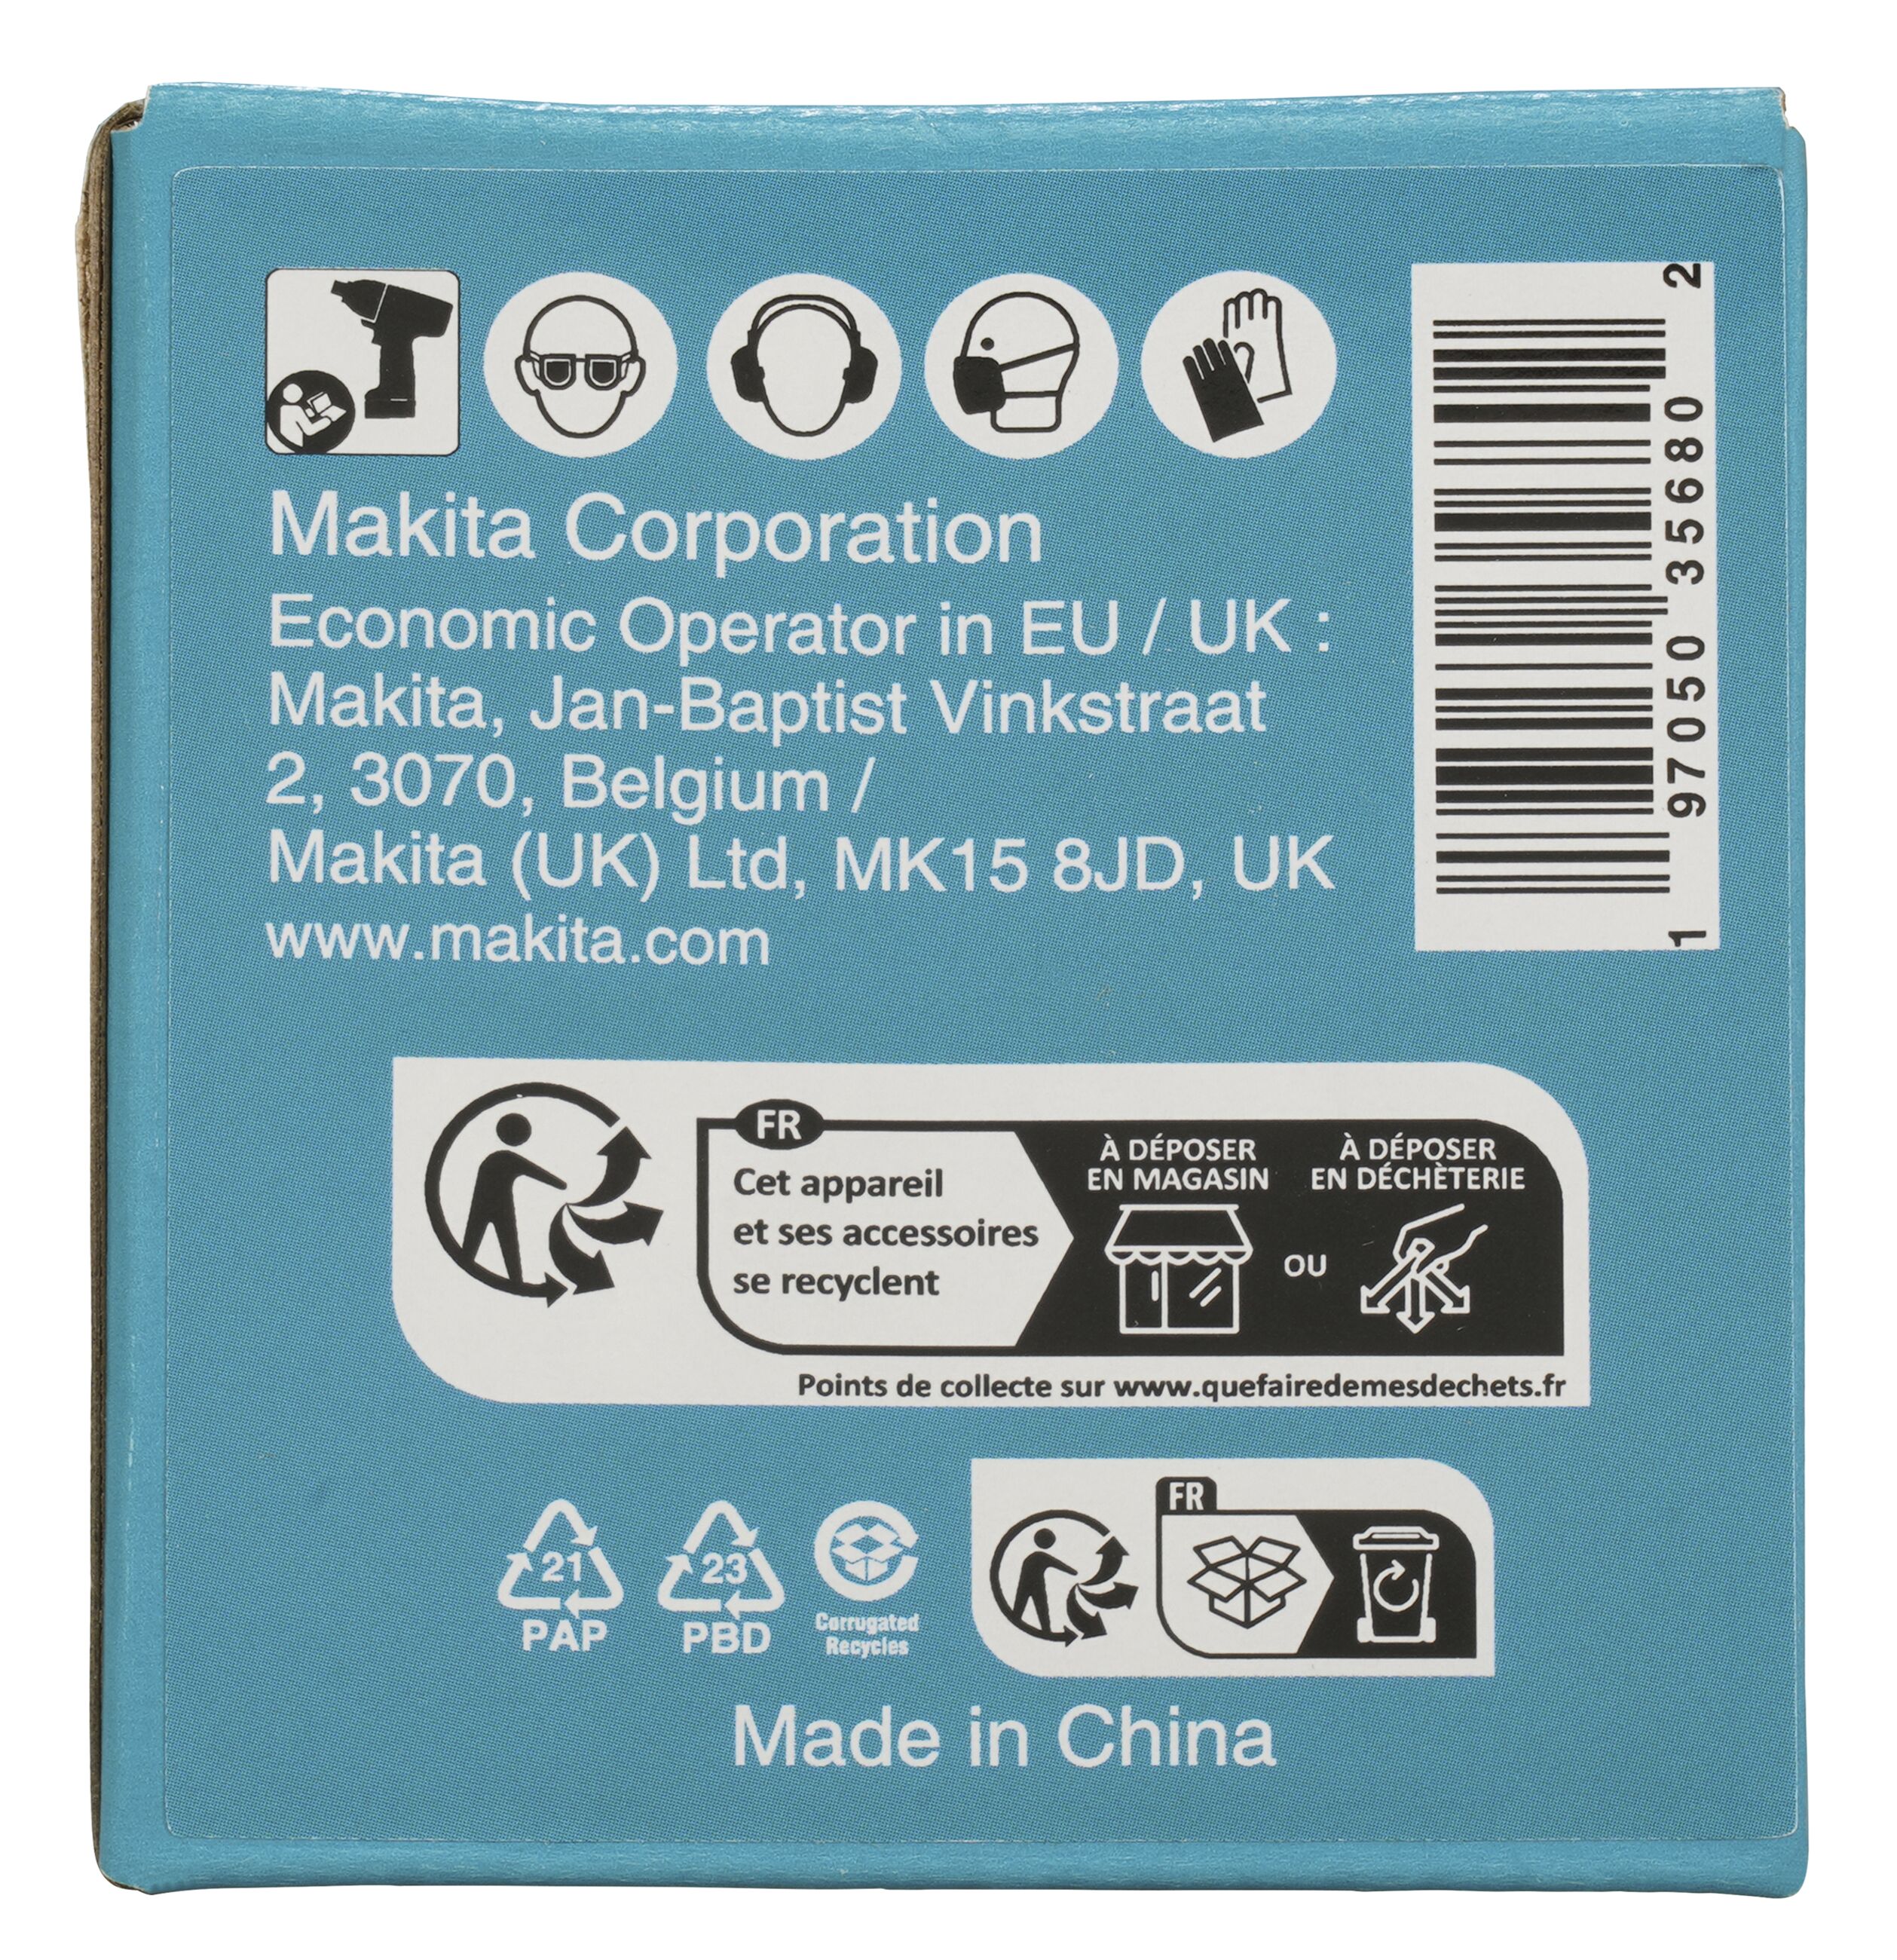 Makita Corporation
Economic Operator in EU / UK :
Makita, Jan-Baptist Vinkstraat
2, 3070, Belgium /
Makita (UK) Ltd, MK15 8JD, UK
www.makita.com
1 97050 35680 2
FR
Cet appareil
et ses accessoires
se recyclent
À DÉPOSER
EN MAGASIN
OU
À DÉPOSER
EN DÉCHÈTERIE
Points de collecte sur www.quefairedemesdechets.fr
21
PAP
23
PBD
Corrugated
Recycles
FR
Made in China